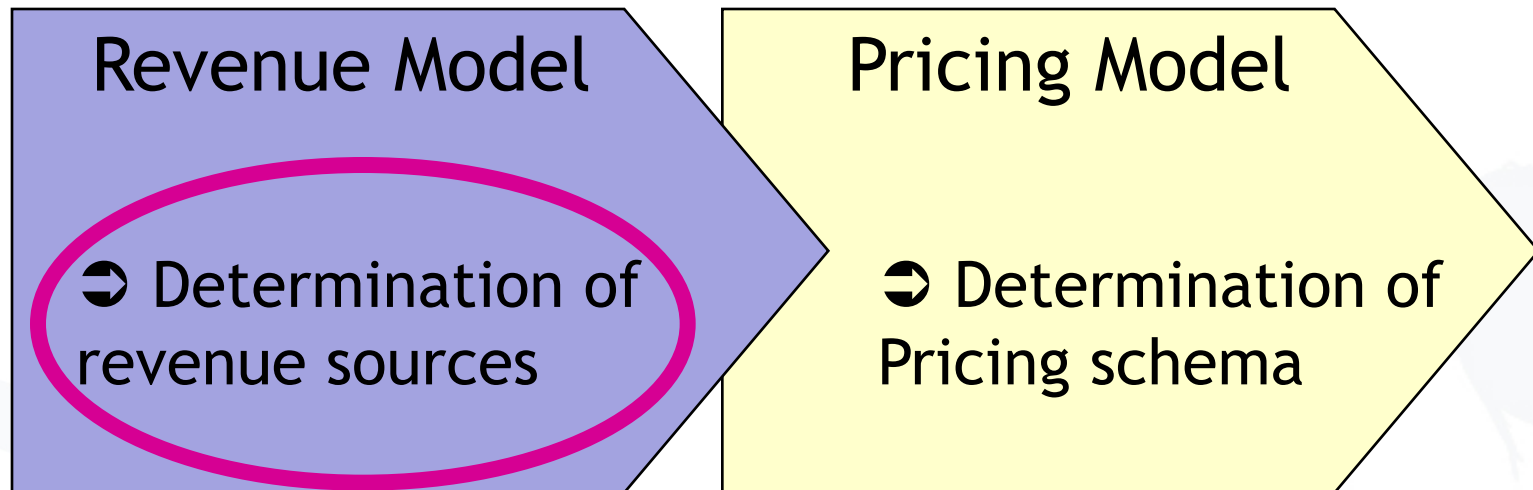 Revenue Model
➲ Determination of
revenue sources
Pricing Model
➲ Determination of
Pricing schema